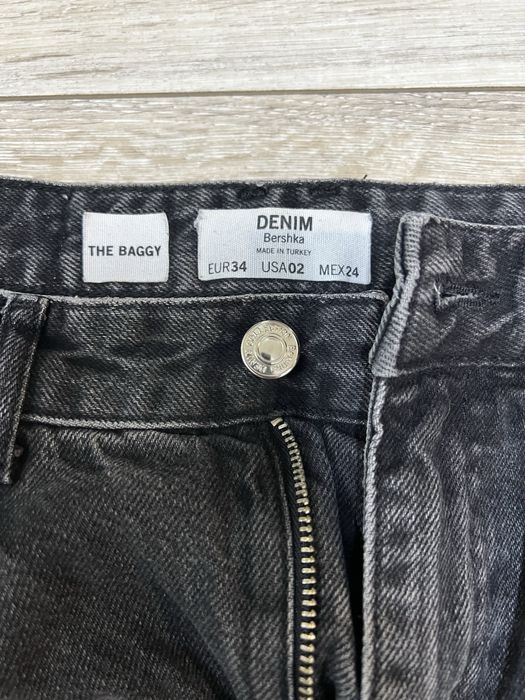 THE BAGGY
DENIM
Bershka
MADE IN TURKEY
EUR34 USA02 MEX24